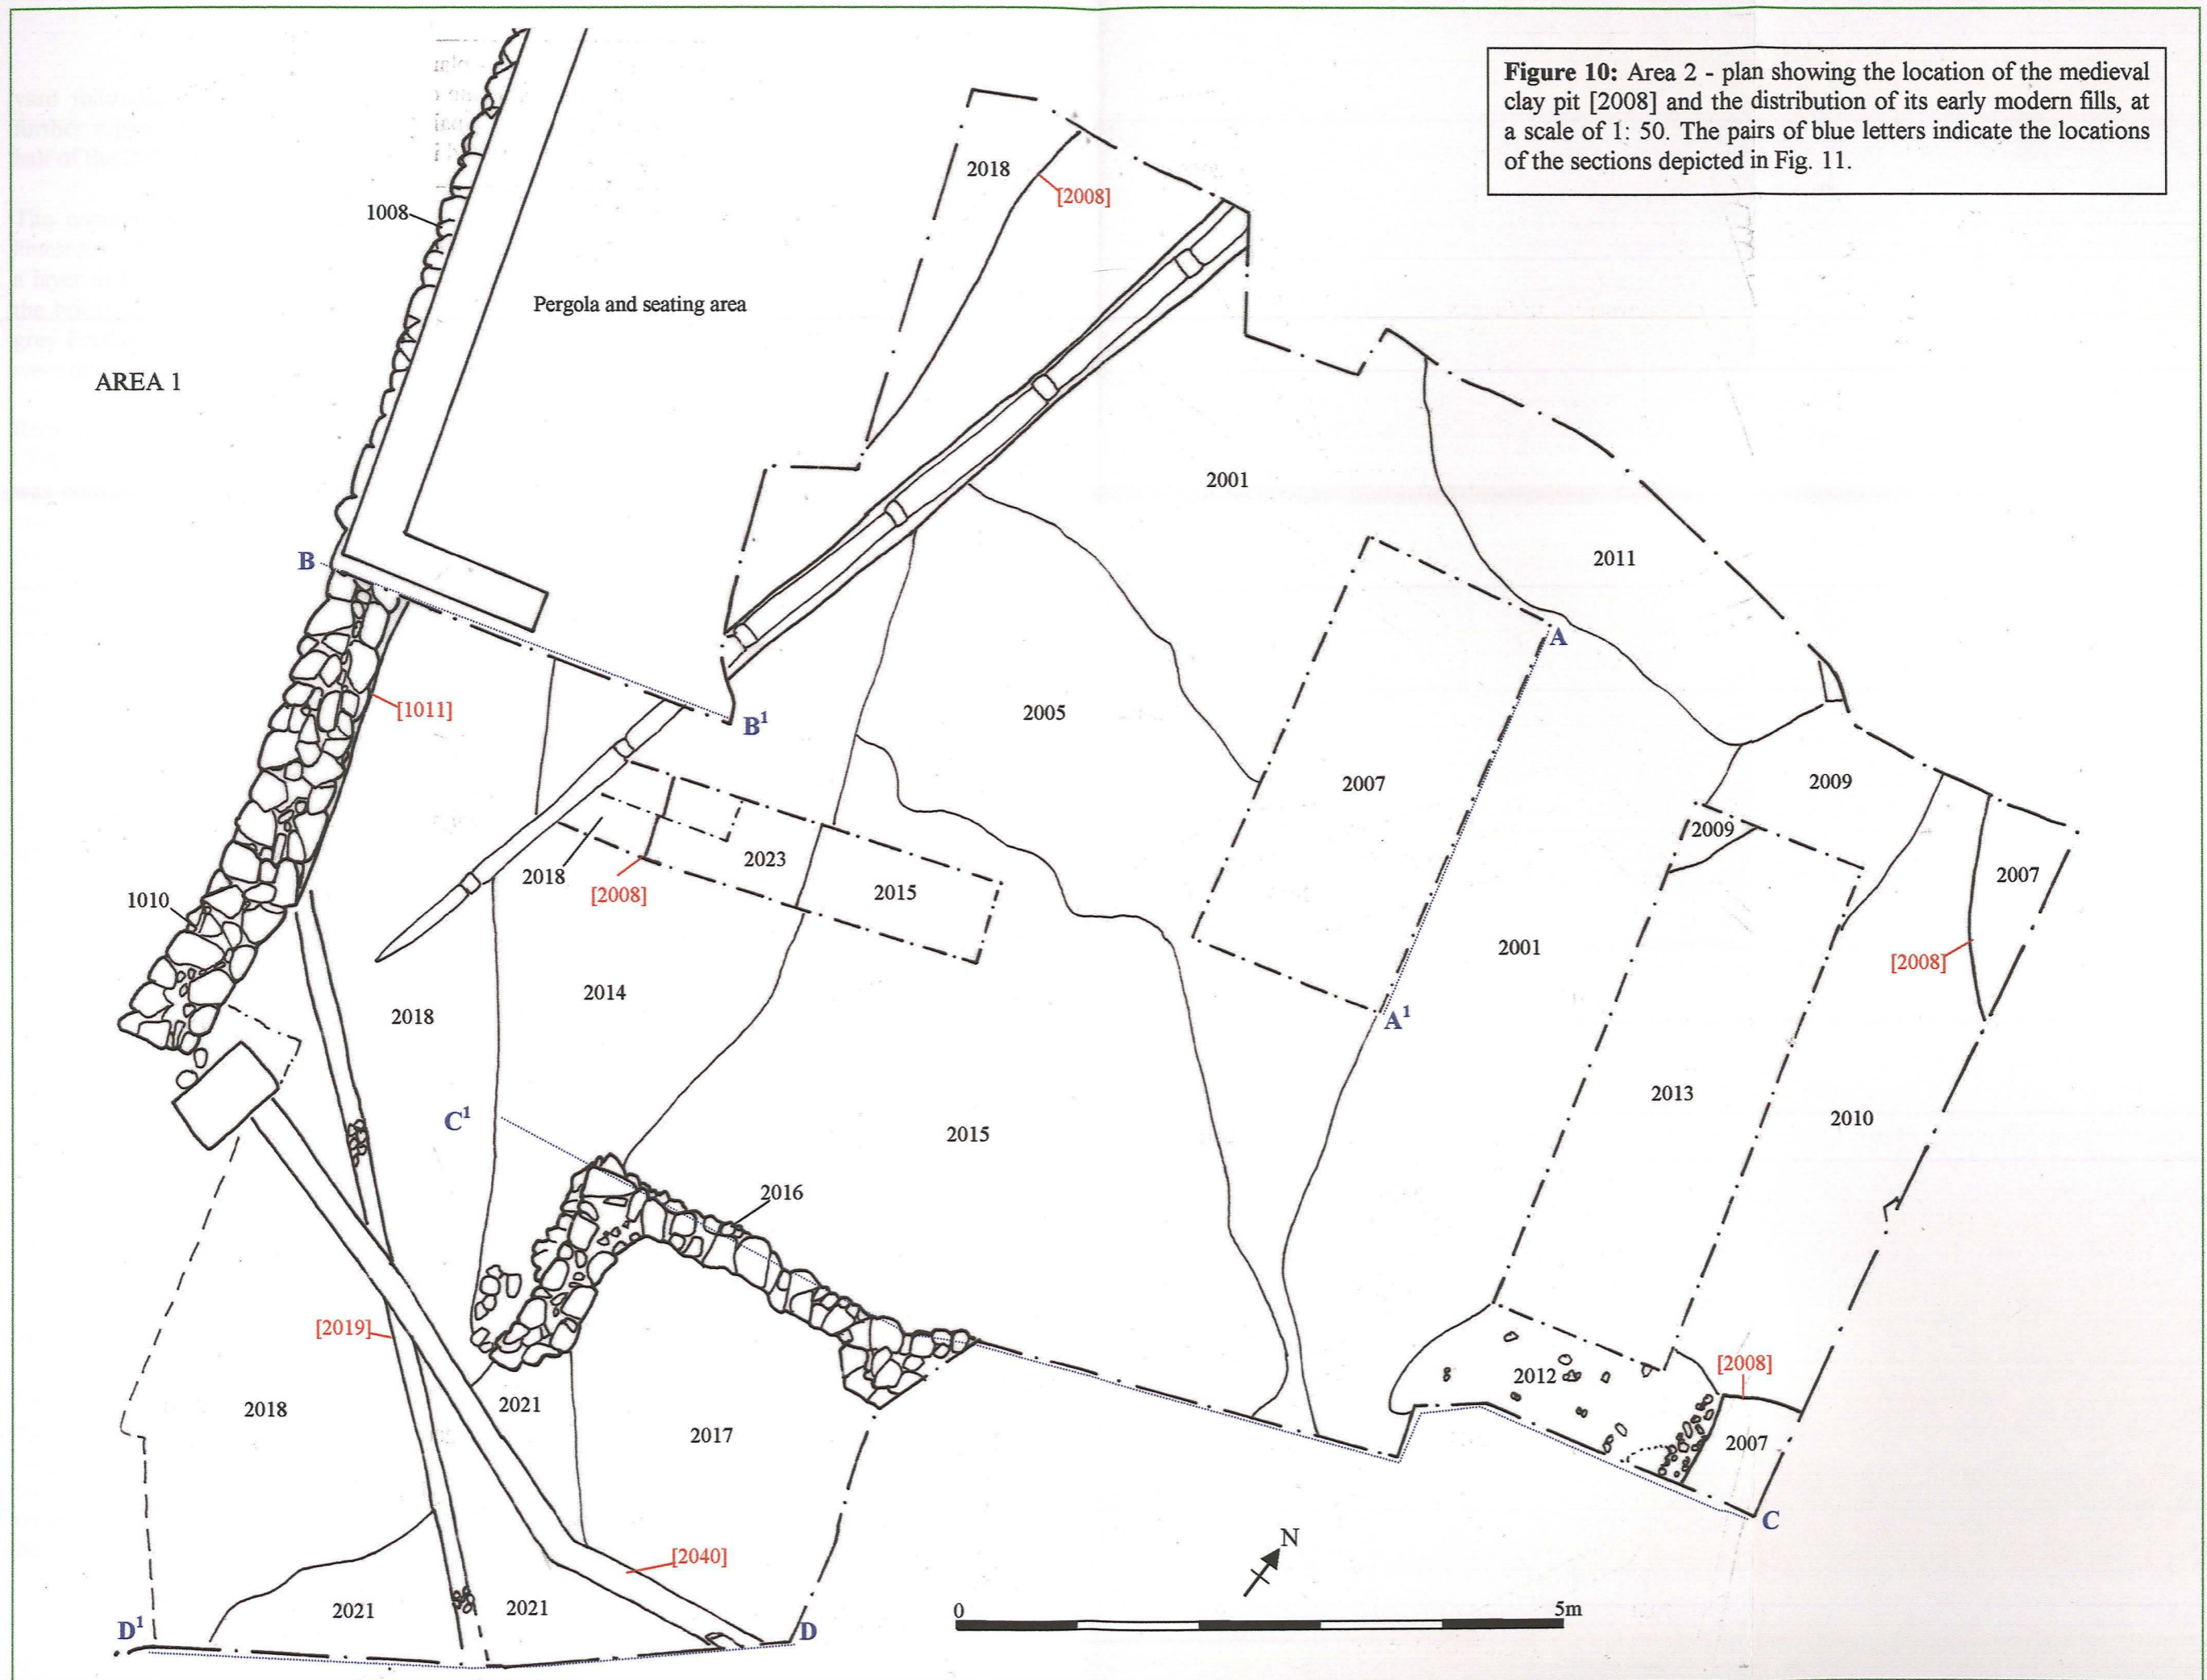 Figure 10: Area 2 - plan showing the location of the medieval
clay pit [2008] and the distribution of its early modern fills, at
a scale of 1: 50. The pairs of blue letters indicate the locations
of the sections depicted in Fig. 11.
2018
[2008]
1008
Pergola and seating area
AREA 1
2001
B
2011
A
[1011]
2005
B¹
2007
2009
2009
2023
2018
2007
[2008]
2015
1010
2001
[2008]
2014
2018
A¹
2013
C¹
2010
2015
2016
[2019]
[2008]
2012
2021
2018
2017
2007
C
N
[2040]
2021
2021
0
5m
D¹
D